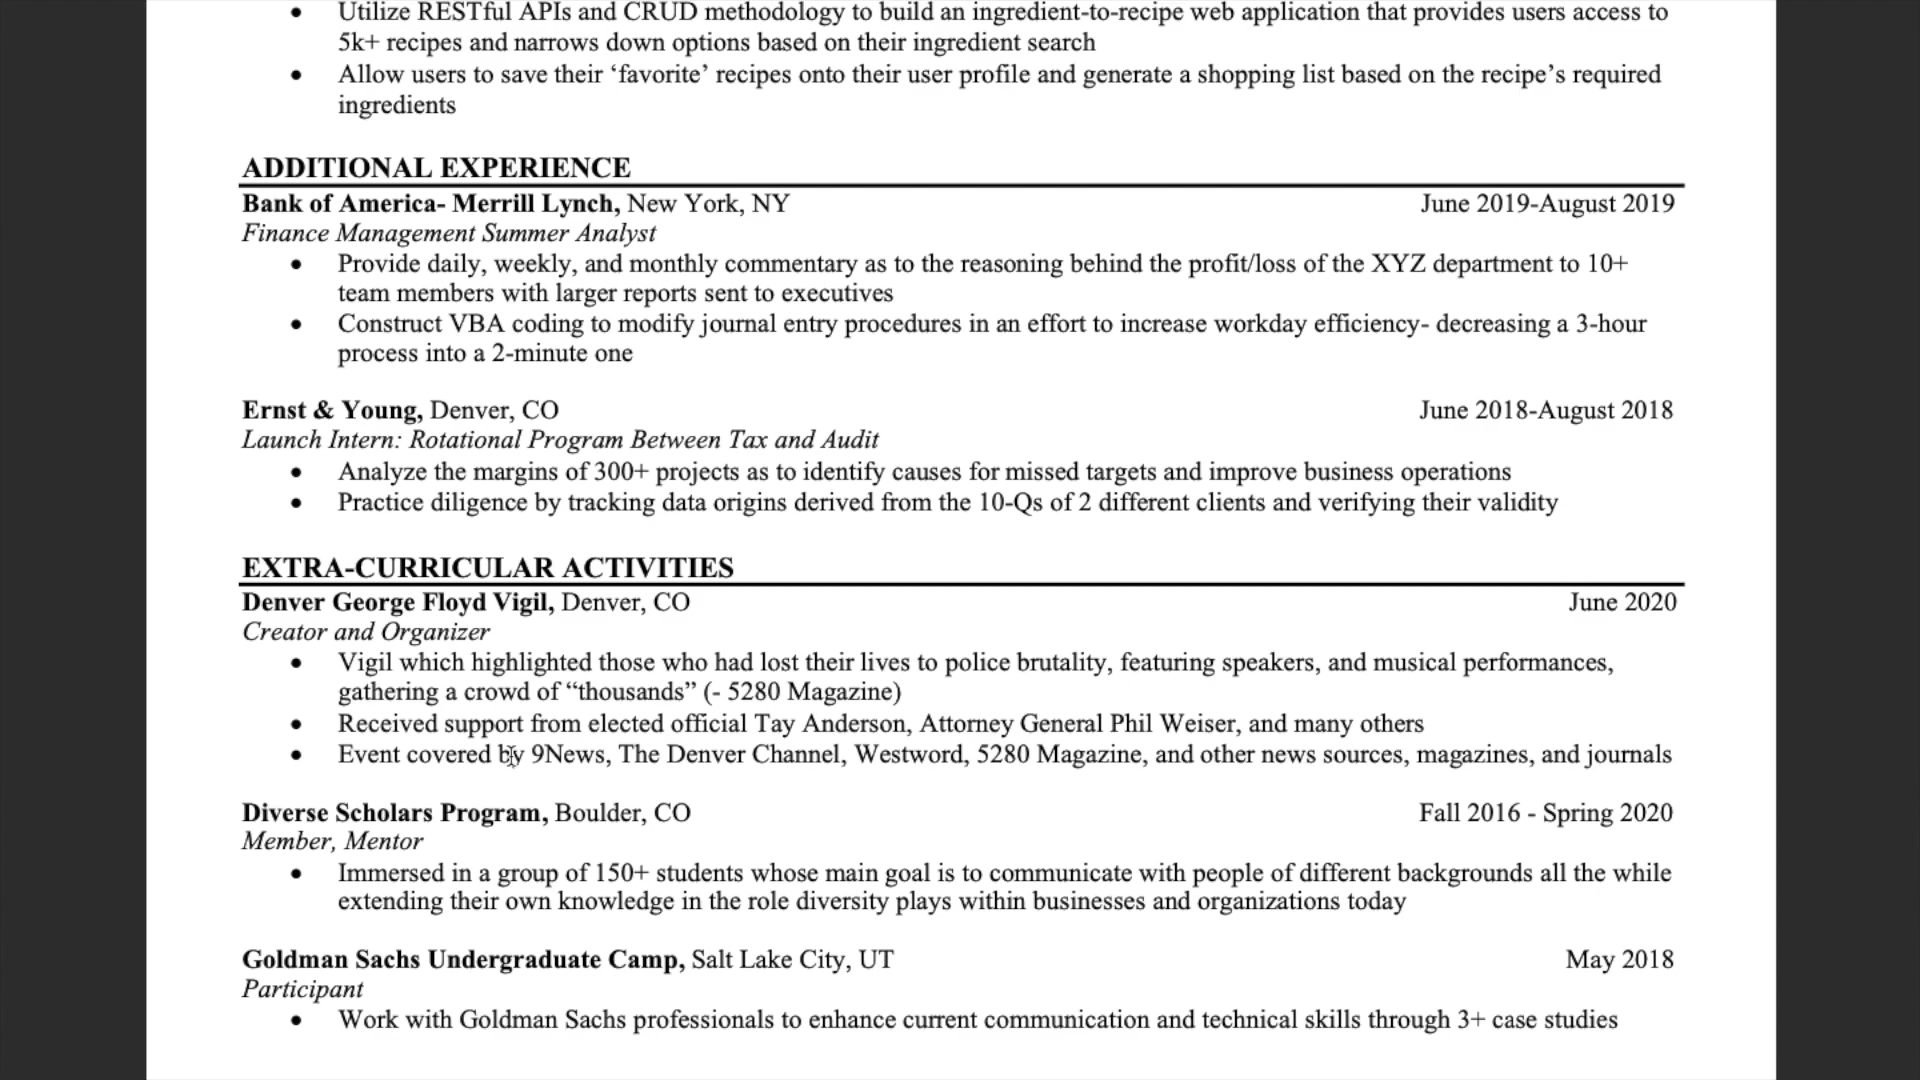 • Utilize RESTful APIs and CRUD methodology to build an ingredient-to-recipe web application that provides users access to
5k+ recipes and narrows down options based on their ingredient search
• Allow users to save their ‘favorite’ recipes onto their user profile and generate a shopping list based on the recipe’s required
ingredients
ADDITIONAL EXPERIENCE
Bank of America- Merrill Lynch, New York, NY June 2019-August 2019
Finance Management Summer Analyst
• Provide daily, weekly, and monthly commentary as to the reasoning behind the profit/loss of the XYZ department to 10+
team members with larger reports sent to executives
• Construct VBA coding to modify journal entry procedures in an effort to increase workday efficiency- decreasing a 3-hour
process into a 2-minute one
Ernst & Young, Denver, CO June 2018-August 2018
Launch Intern: Rotational Program Between Tax and Audit
• Analyze the margins of 300+ projects as to identify causes for missed targets and improve business operations
• Practice diligence by tracking data origins derived from the 10-Qs of 2 different clients and verifying their validity
EXTRA-CURRICULAR ACTIVITIES
Denver George Floyd Vigil, Denver, CO June 2020
Creator and Organizer
• Vigil which highlighted those who had lost their lives to police brutality, featuring speakers, and musical performances,
gathering a crowd of “thousands” (- 5280 Magazine)
• Received support from elected official Tay Anderson, Attorney General Phil Weiser, and many others
• Event covered by 9News, The Denver Channel, Westword, 5280 Magazine, and other news sources, magazines, and journals
Diverse Scholars Program, Boulder, CO Fall 2016 - Spring 2020
Member, Mentor
• Immersed in a group of 150+ students whose main goal is to communicate with people of different backgrounds all the while
extending their own knowledge in the role diversity plays within businesses and organizations today
Goldman Sachs Undergraduate Camp, Salt Lake City, UT May 2018
Participant
• Work with Goldman Sachs professionals to enhance current communication and technical skills through 3+ case studies